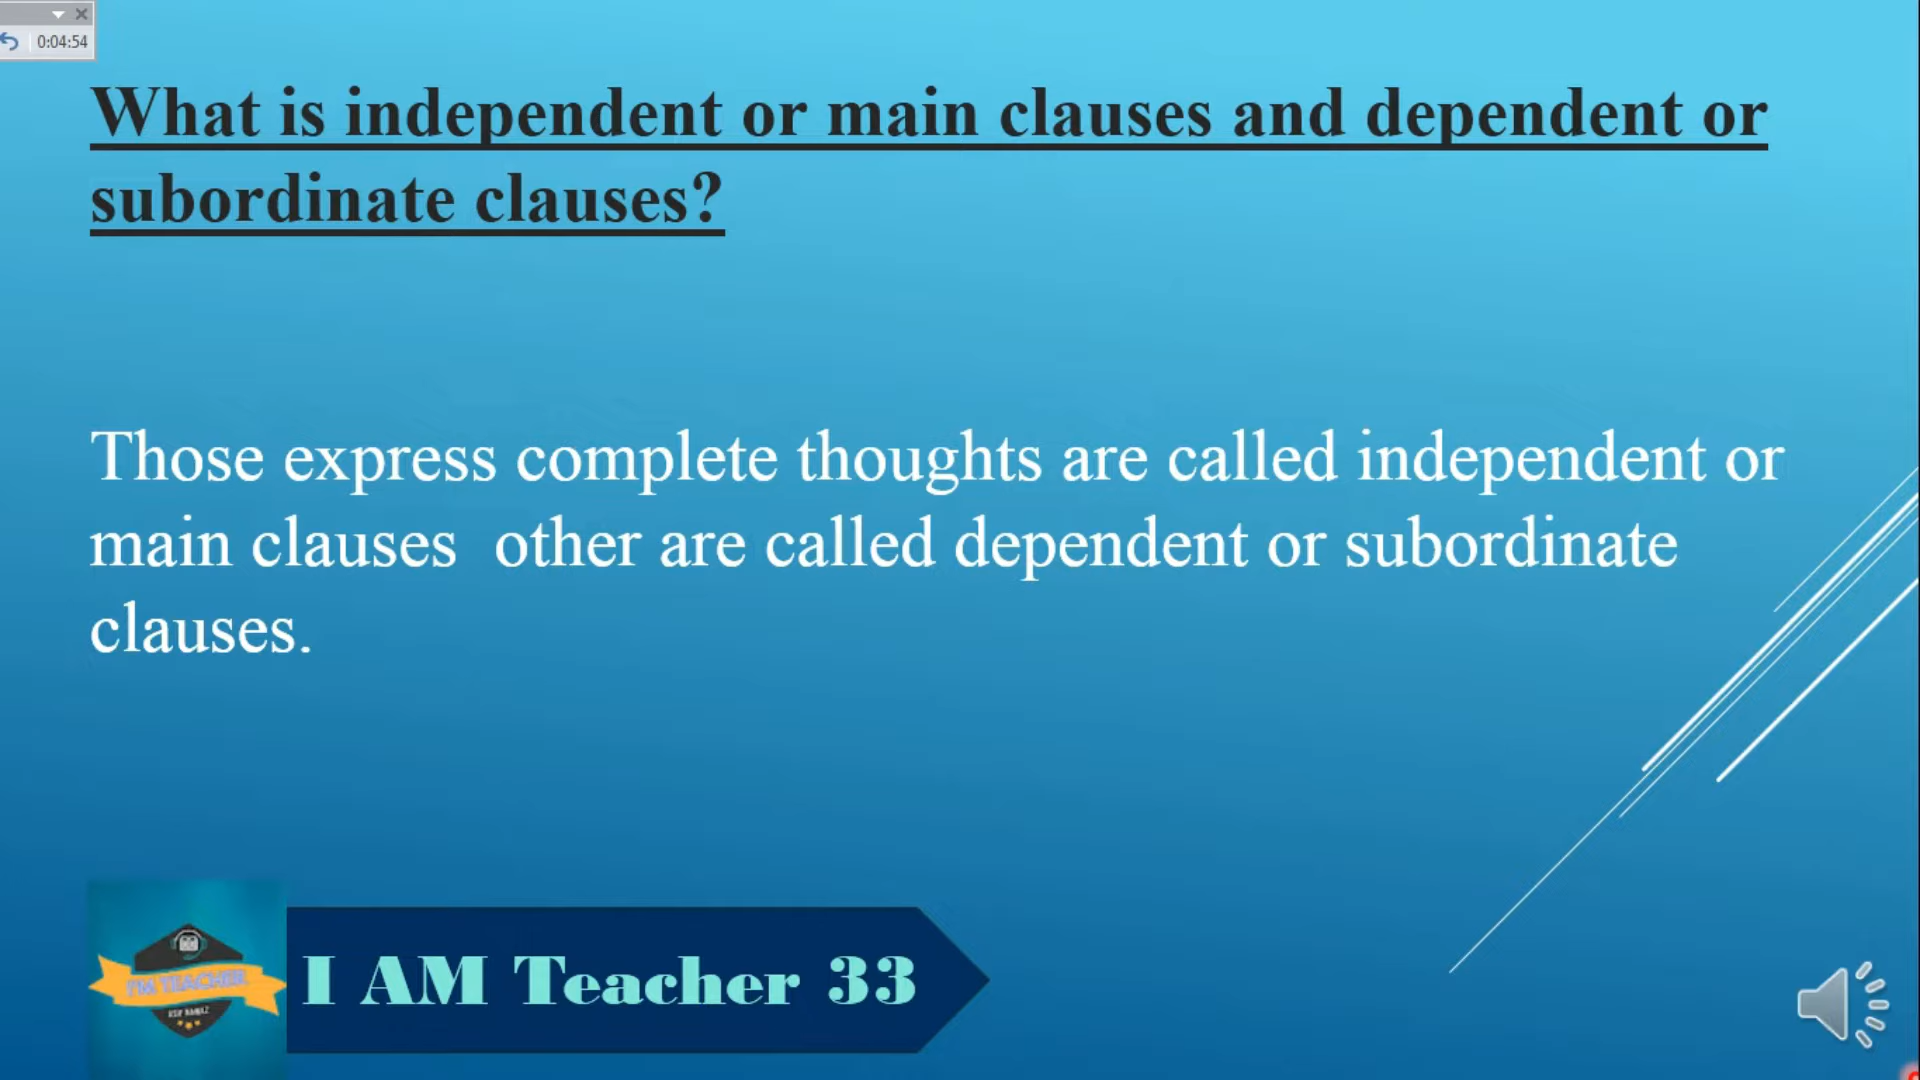 0:04:54
What is independent or main clauses and dependent or
subordinate clauses?
Those express complete thoughts are called independent or
main clauses  other are called dependent or subordinate
clauses.
I'M TEACHER
I AM Teacher 33